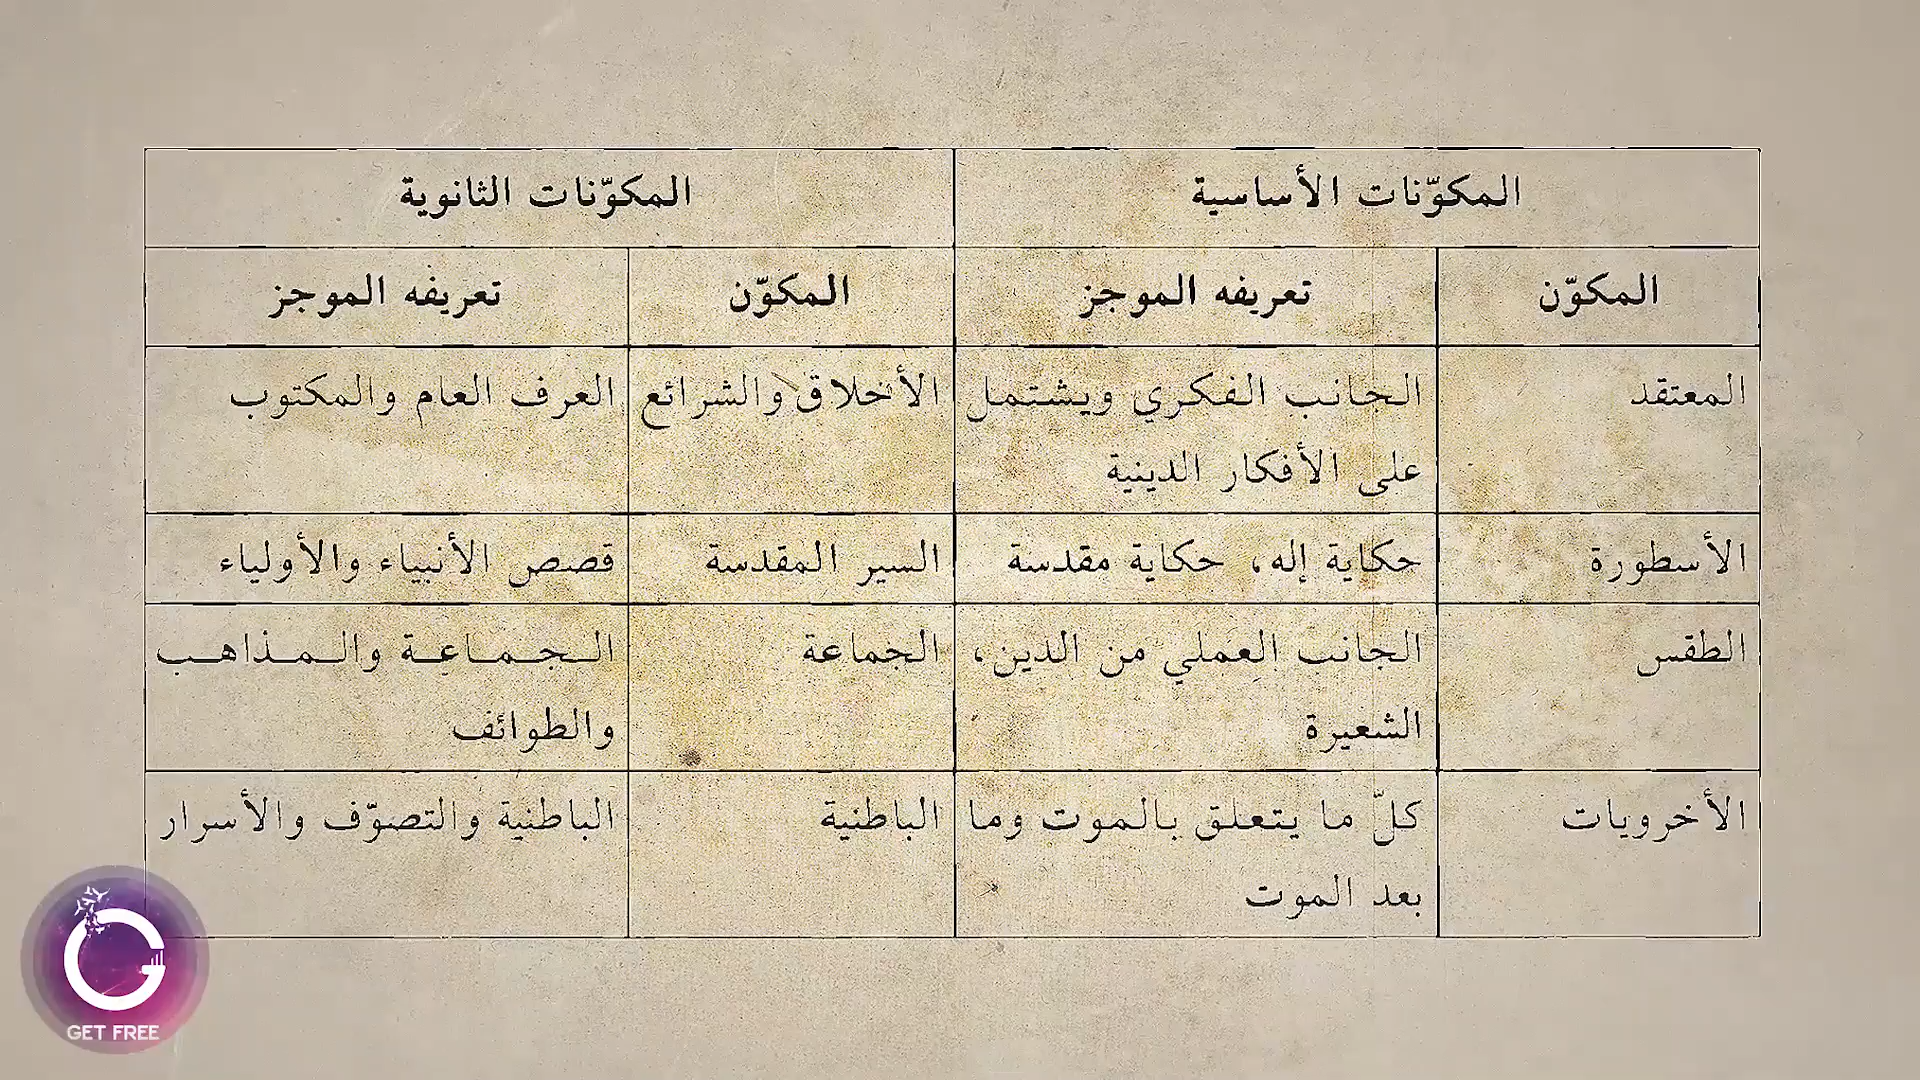 المكوّنات الأساسية
المكوّنات الثانوية
المكوّن
تعريفه الموجز
المكوّن
تعريفه الموجز
المعتقد
الجانب الفكري ويشتمل
على الأفكار الدينية
الأخلاق والشرائع
العرف العام والمكتوب
الأسطورة
حكاية إله، حكاية مقدسة
السير المقدسة
قصص الأنبياء والأولياء
الطقس
الجانب العملي من الدين،
الشعيرة
الجماعة
الجماعة والمذاهب
والطوائف
الأخرويات
كلّ ما يتعلق بالموت وما
بعد الموت
الباطنية
الباطنية والتصوّف والأسرار
GET FREE